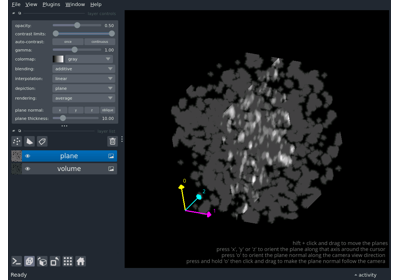 File View Plugins Window Help
opacity: 0.50
contrast limits:
auto-contrast: once continuous
gamma: 1.00
colormap: gray
blending: additive
interpolation: linear
depiction: plane
rendering: average
plane normal: x y z oblique
plane thickness: 10.00
plane
volume
0
2
1
shift + click and drag to move the planes
press 'x', 'y' or 'z' to orient the plane along that axis around the cursor
press 'o' to orient the plane normal along the camera view direction
press and hold 'o' then click and drag to make the plane normal follow the camera
Ready
activity